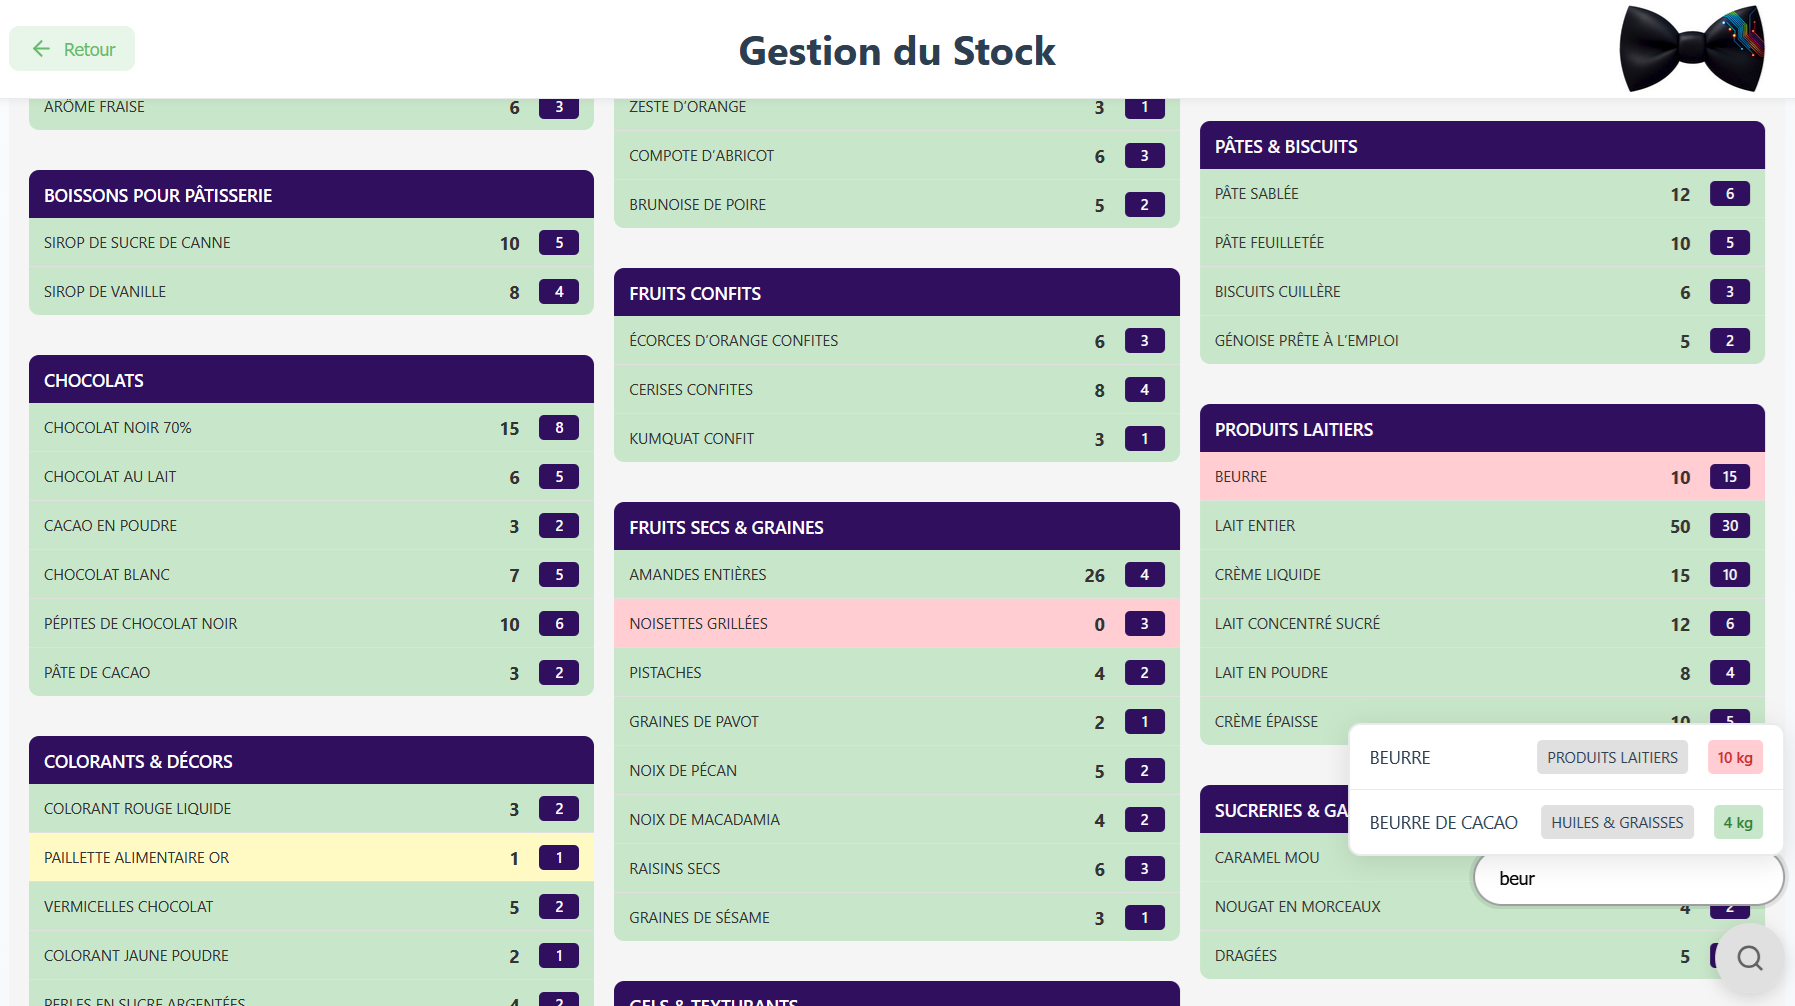 Retour
Gestion du Stock
ARÔME FRAISE 6 3
BOISSONS POUR PÂTISSERIE
SIROP DE SUCRE DE CANNE 10 5
SIROP DE VANILLE 8 4
CHOCOLATS
CHOCOLAT NOIR 70% 15 8
CHOCOLAT AU LAIT 6 5
CACAO EN POUDRE 3 2
CHOCOLAT BLANC 7 5
PÉPITES DE CHOCOLAT NOIR 10 6
PÂTE DE CACAO 3 2
COLORANTS & DÉCORS
COLORANT ROUGE LIQUIDE 3 2
PAILLETTE ALIMENTAIRE OR 1 1
VERMICELLES CHOCOLAT 5 2
COLORANT JAUNE POUDRE 2 1
PERLES EN SUCRE ARGENTÉES 4 2
ZESTE D'ORANGE 3 1
COMPOTE D'ABRICOT 6 3
BRUNOISE DE POIRE 5 2
FRUITS CONFITS
ÉCORCES D'ORANGE CONFITES 6 3
CERISES CONFITES 8 4
KUMQUAT CONFIT 3 1
FRUITS SECS & GRAINES
AMANDES ENTIÈRES 26 4
NOISETTES GRILLÉES 0 3
PISTACHES 4 2
GRAINES DE PAVOT 2 1
NOIX DE PÉCAN 5 2
NOIX DE MACADAMIA 4 2
RAISINS SECS 6 3
GRAINES DE SÉSAME 3 1
GELS & TEXTURANTS
PÂTES & BISCUITS
PÂTE SABLÉE 12 6
PÂTE FEUILLETÉE 10 5
BISCUITS CUILLÈRE 6 3
GÉNOISE PRÊTE À L'EMPLOI 5 2
PRODUITS LAITIERS
BEURRE 10 15
LAIT ENTIER 50 30
CRÈME LIQUIDE 15 10
LAIT CONCENTRÉ SUCRÉ 12 6
LAIT EN POUDRE 8 4
CRÈME ÉPAISSE 10 5
BEURRE PRODUITS LAITIERS 10 kg
BEURRE DE CACAO HUILES & GRAISSES 4 kg
SUCRERIES & GA
CARAMEL MOU
beur
NOUGAT EN MORCEAUX 4 2
DRAGÉES 5